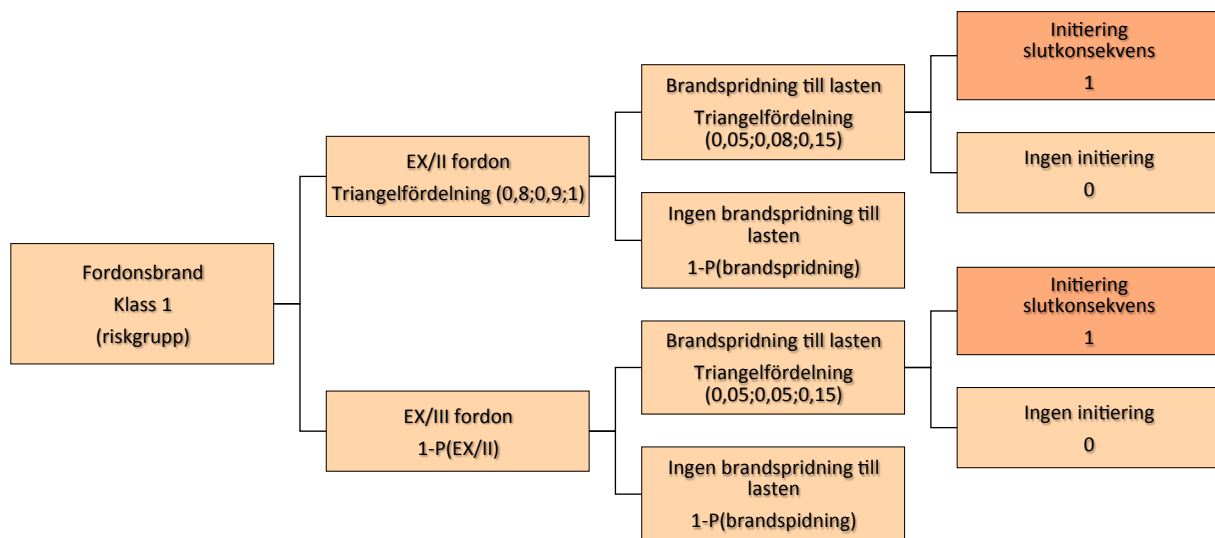 Fordonsbrand
Klass 1
(riskgrupp)
EX/II fordon
Triangelfördelning (0,8;0,9;1)
Brandspridning till lasten
Triangelfördelning
(0,05;0,08;0,15)
Initiering
slutkonsekvens
1
Ingen initiering
0
Ingen brandspridning till
lasten
1-P(brandspridning)
EX/III fordon
1-P(EX/II)
Brandspridning till lasten
Triangelfördelning
(0,05;0,05;0,15)
Initiering
slutkonsekvens
1
Ingen initiering
0
Ingen brandspridning till
lasten
1-P(brandspidning)